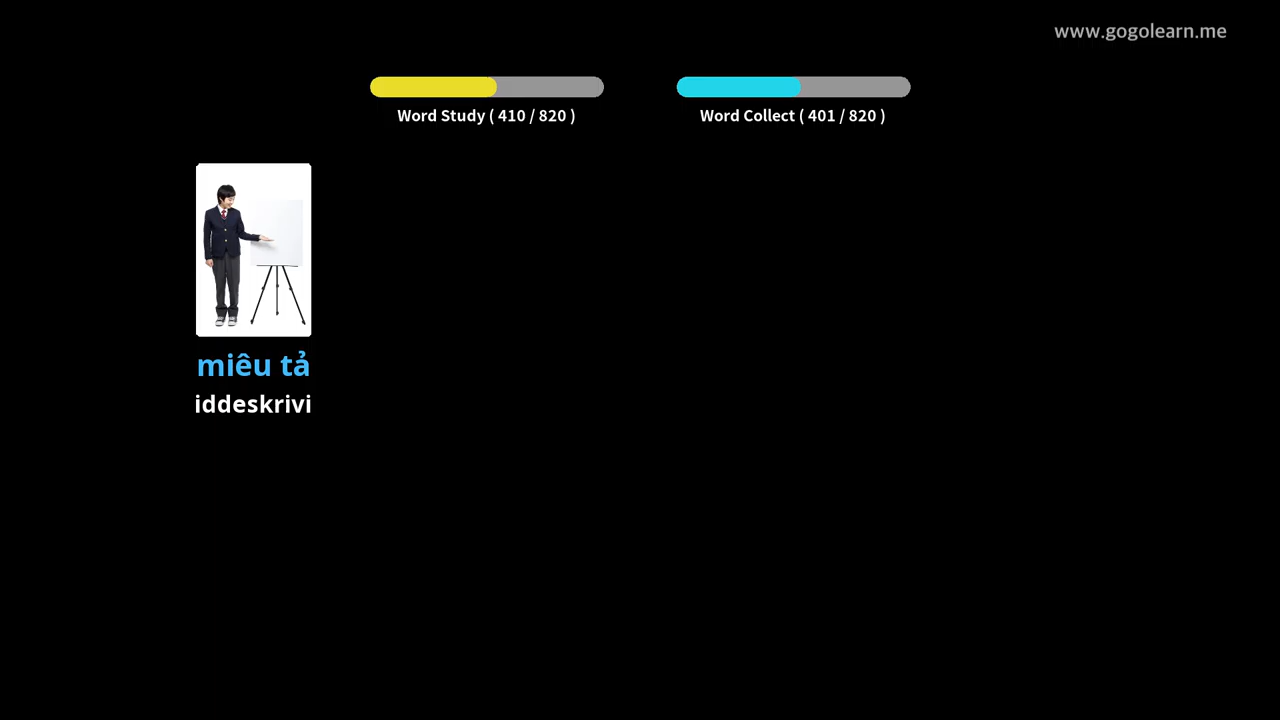 www.gogolearn.me
Word Study ( 410 / 820 )
Word Collect ( 401 / 820 )
miêu tả
iddeskrivi